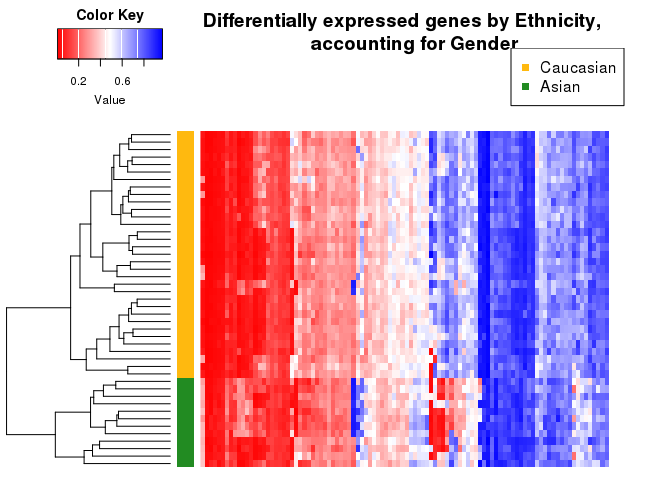 Color Key
0.2 0.6
Value
Differentially expressed genes by Ethnicity,
accounting for Gender
Caucasian
Asian